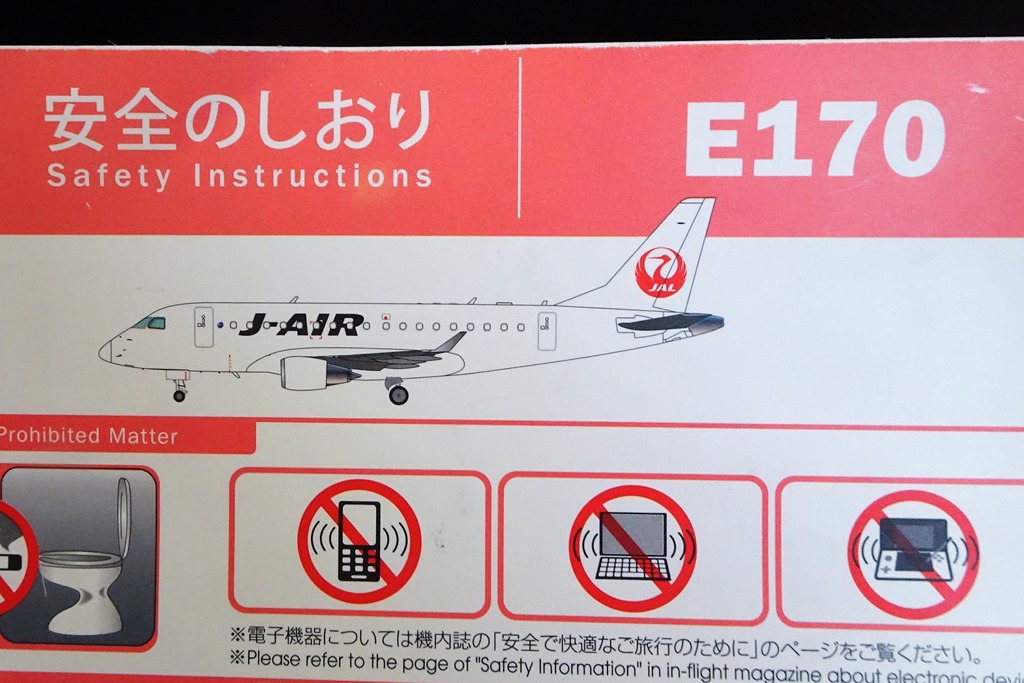 安全のしおり
Safety Instructions
E170
J-AIR
JAL
Prohibited Matter
※電子機器については機内誌の「安全で快適なご旅行のために」のページをご覧ください。
※Please refer to the page of "Safety Information" in in-flight magazine about electronic